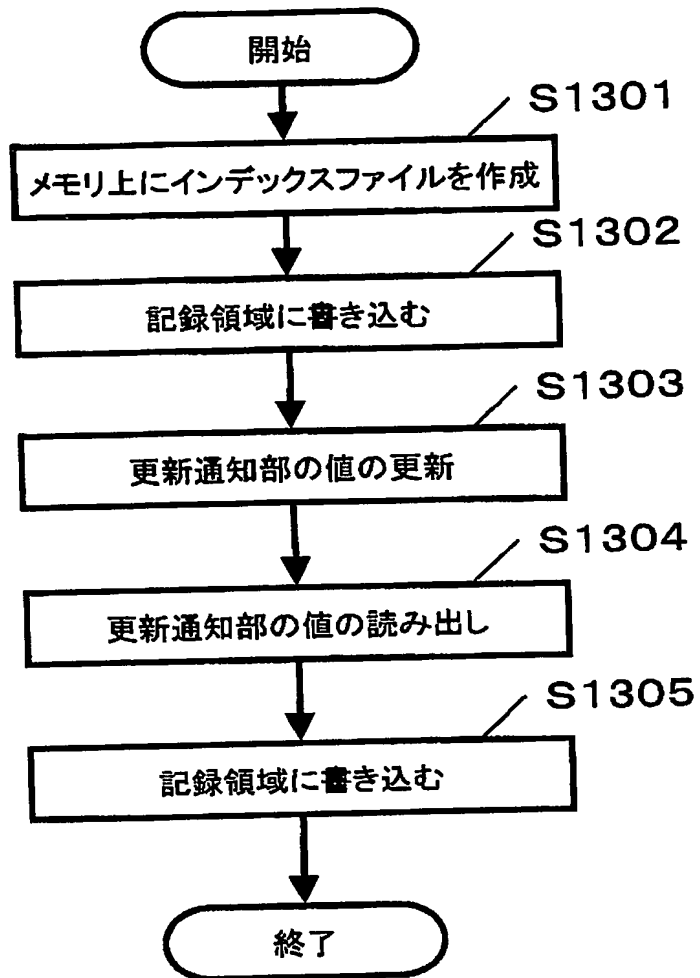 開始
S1301
メモリ上にインデックスファイルを作成
S1302
記録領域に書き込む
S1303
更新通知部の値の更新
S1304
更新通知部の値の読み出し
S1305
記録領域に書き込む
終了